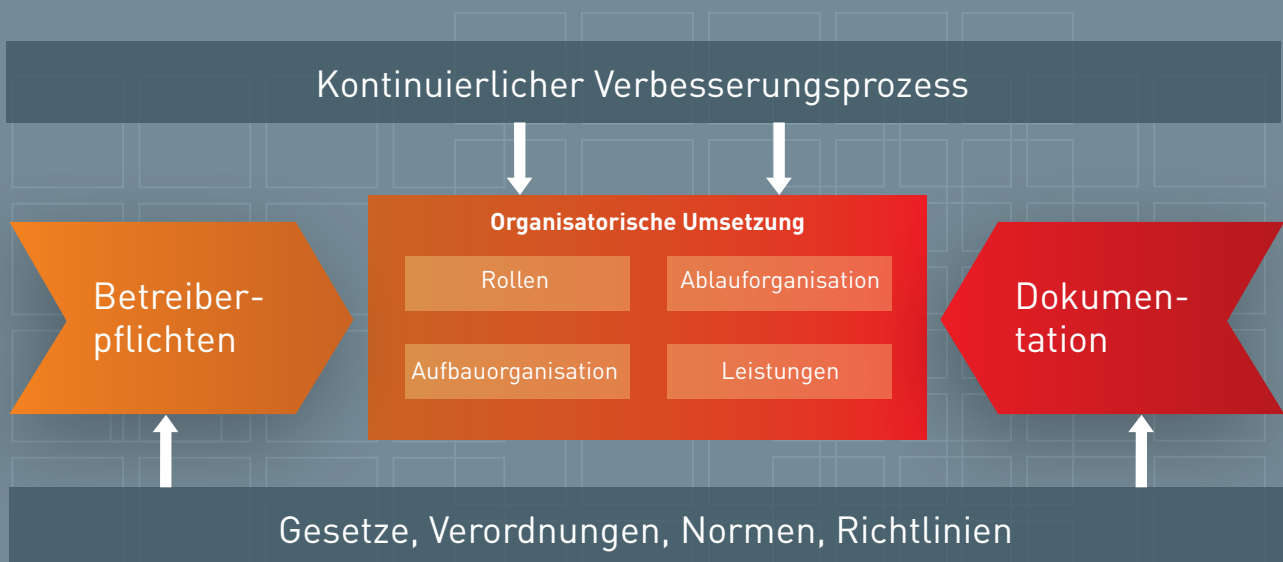 Kontinuierlicher Verbesserungsprozess
Organisatorische Umsetzung
Rollen
Ablauforganisation
Aufbauorganisation
Leistungen
Betreiber-
pflichten
Dokumen-
tation
Gesetze, Verordnungen, Normen, Richtlinien